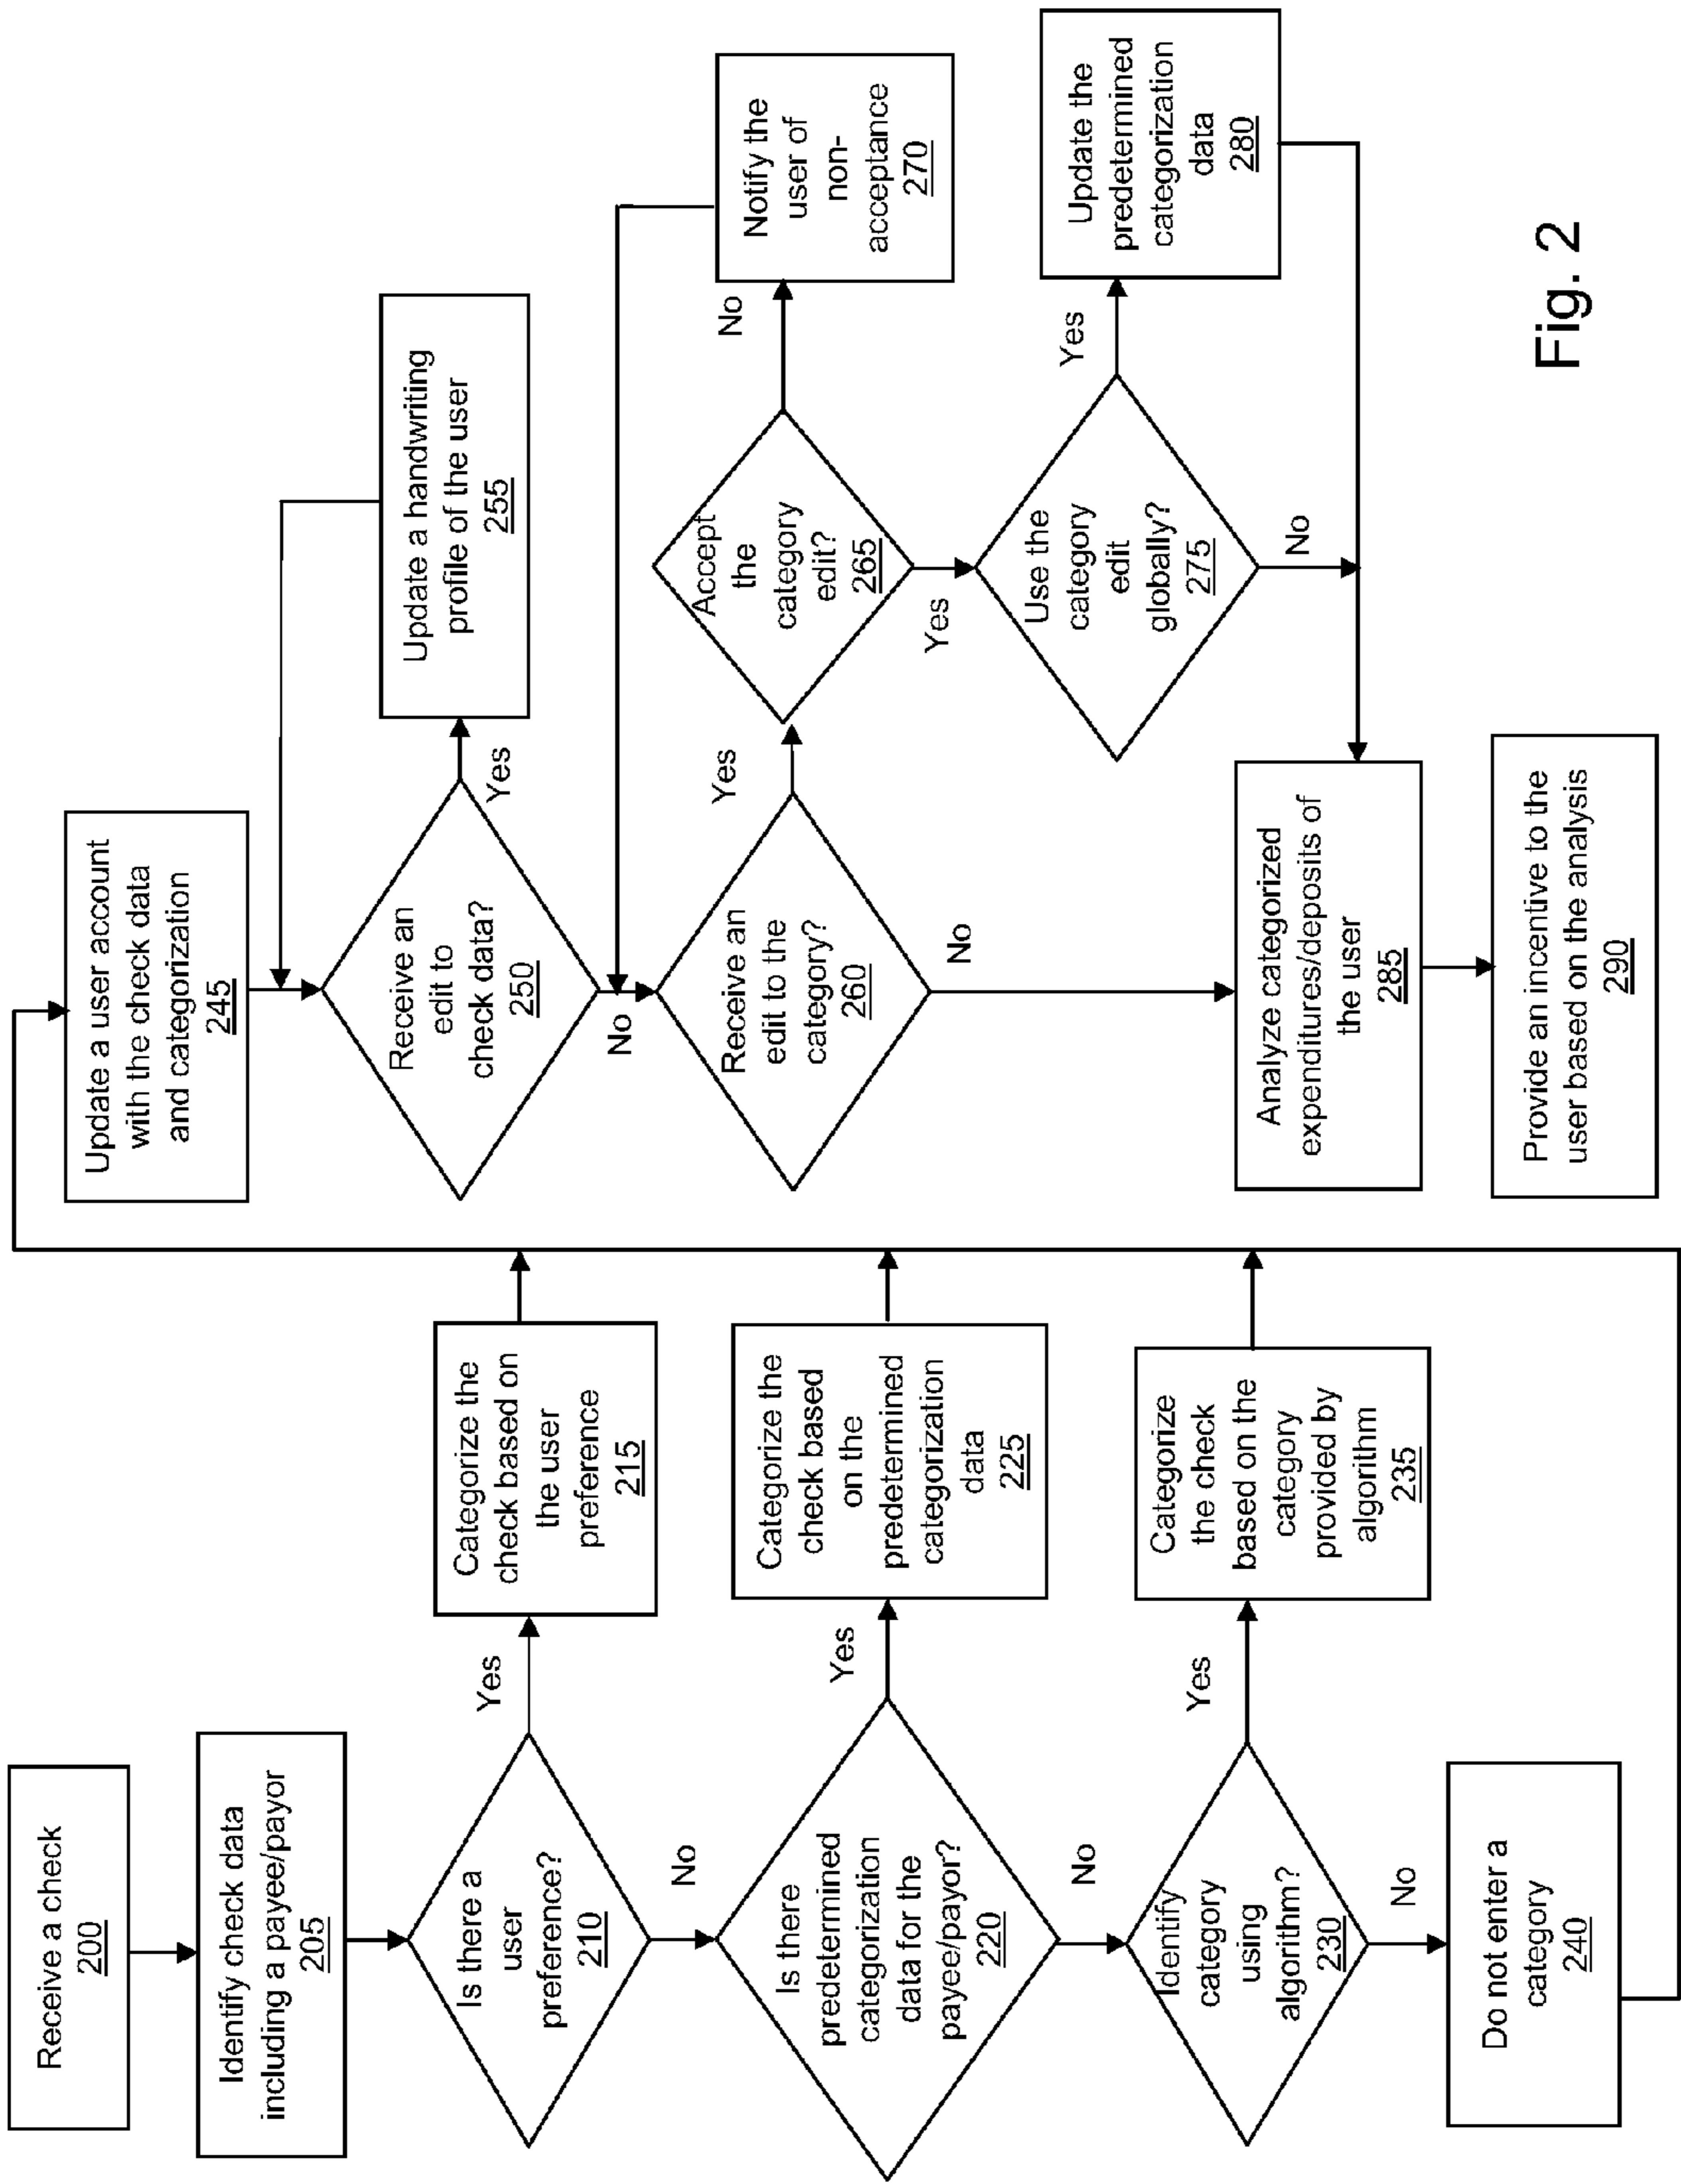 Receive a check
200
Identify check data
including a payee/payor
205
Is there a
user
preference?
210
Yes
Categorize the
check based on
the user
preference
215
No
Is there
predetermined
categorization
data for the
payee/payor?
220
Yes
Categorize the
check based
on the
predetermined
categorization
data
225
No
Identify
category
using
algorithm?
230
Yes
Categorize
the check
based on the
category
provided by
algorithm
235
No
Do not enter a
category
240
Update a user account
with the check data
and categorization
245
Receive an
edit to
check data?
250
Yes
Update a handwriting
profile of the user
255
No
Receive an
edit to the
category?
260
Yes
Accept
the
category
edit?
265
No
Notify the
user of
non-
acceptance
270
Yes
Use the
category
edit
globally?
275
Yes
Update the
predetermined
categorization
data
280
No
No
Analyze categorized
expenditures/deposits of
the user
285
Provide an incentive to the
user based on the analysis
290
Fig. 2